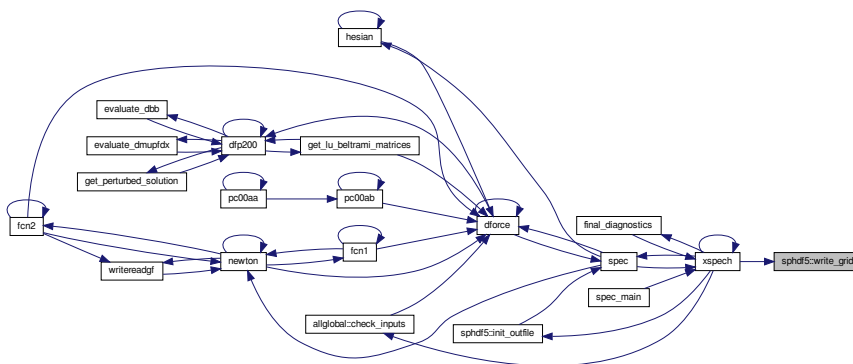 hesian
evaluate_dbb
evaluate_dmupfdx
dfp200
get_lu_beltrami_matrices
get_perturbed_solution
pc00aa
pc00ab
fcn2
dforce
final_diagnostics
fcn1
writereadgf
newton
spec
xspech
sphdf5::write_grid
spec_main
allglobal::check_inputs
sphdf5::init_outfile